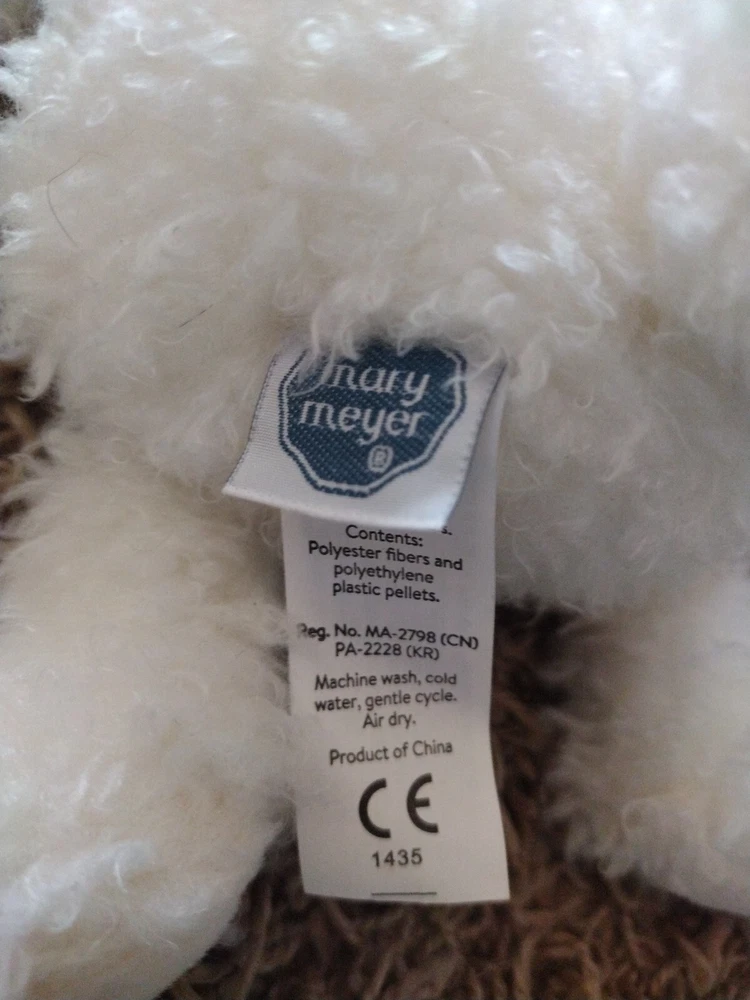 mary
meyer
®
s.
Contents:
Polyester fibers and
polyethylene
plastic pellets.
Reg. No. MA-2798 (CN)
PA-2228 (KR)
Machine wash, cold
water, gentle cycle.
Air dry.
Product of China
CE
1435